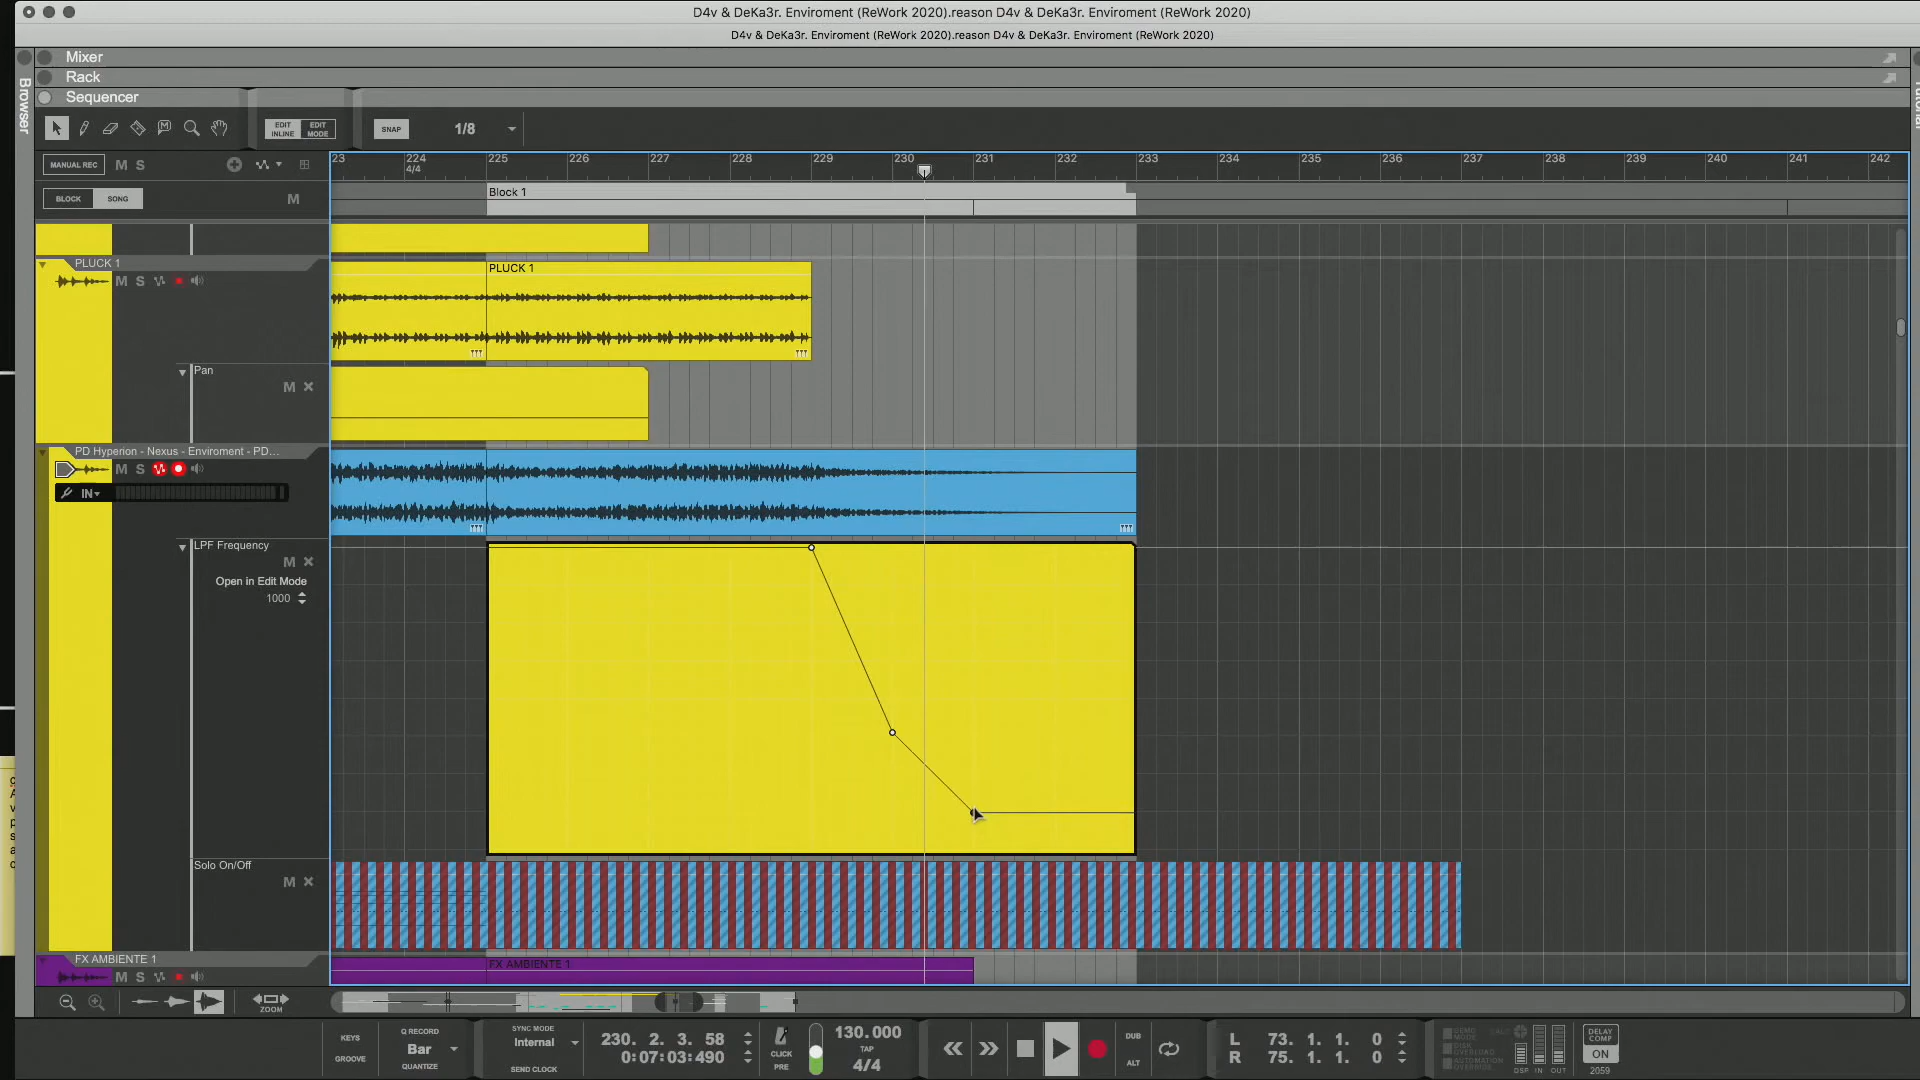 D4v & DeKa3r. Enviroment (ReWork 2020).reason D4v & DeKa3r. Enviroment (ReWork 2020)
D4v & DeKa3r. Enviroment (ReWork 2020).reason D4v & DeKa3r. Enviroment (ReWork 2020)
Browser
Mixer
Rack
Sequencer
EDIT INLINE
EDIT MODE
SNAP
1/8
MANUAL REC
M S
23 224 225 226 227 228 229 230 231 232 233 234 235 236 237 238 239 240 241 242
4/4
BLOCK SONG
M
Block 1
PLUCK 1
M S
PLUCK 1
Pan
M
PD Hyperion - Nexus - Enviroment - PD...
M S
IN
LPF Frequency
M
Open in Edit Mode
1000
Solo On/Off
M
FX AMBIENTE 1
M S
FX AMBIENTE 1
ZOOM
KEYS
GROOVE
Q RECORD
Bar
QUANTIZE
SYNC MODE
Internal
SEND CLOCK
230. 2. 3. 58
0:07:03:490
CLICK
PRE
130.000
TAP
4/4
DUB
ALT
L 73. 1. 1. 0
R 75. 1. 1. 0
DSP IN OUT
DELAY COMP
ON
2059